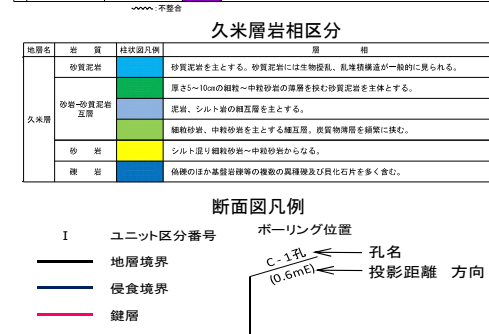 :不整合
久米層岩相区分
地層名 岩 質 柱状図凡例 層 相
久米層
砂質泥岩 砂質泥岩を主とする。砂質泥岩には生物擾乱、乱堆積構造が一般的に見られる。
砂岩-砂質泥岩
互層
厚さ5~10cmの細粒~中粒砂岩の薄層を挟む砂質泥岩を主体とする。
泥岩、シルト岩の細互層を主とする。
細粒砂岩、中粒砂岩を主とする細互層。炭質物薄層を頻繁に挟む。
砂 岩 シルト混り細粒砂岩~中粒砂岩からなる。
礫 岩 偽礫のほか基盤岩礫等の複数の異種礫及び貝化石片を多く含む。
断面図凡例
I ユニット区分番号
地層境界
侵食境界
鍵層
ボーリング位置
C-1孔 孔名
(0.6mE) 投影距離 方向